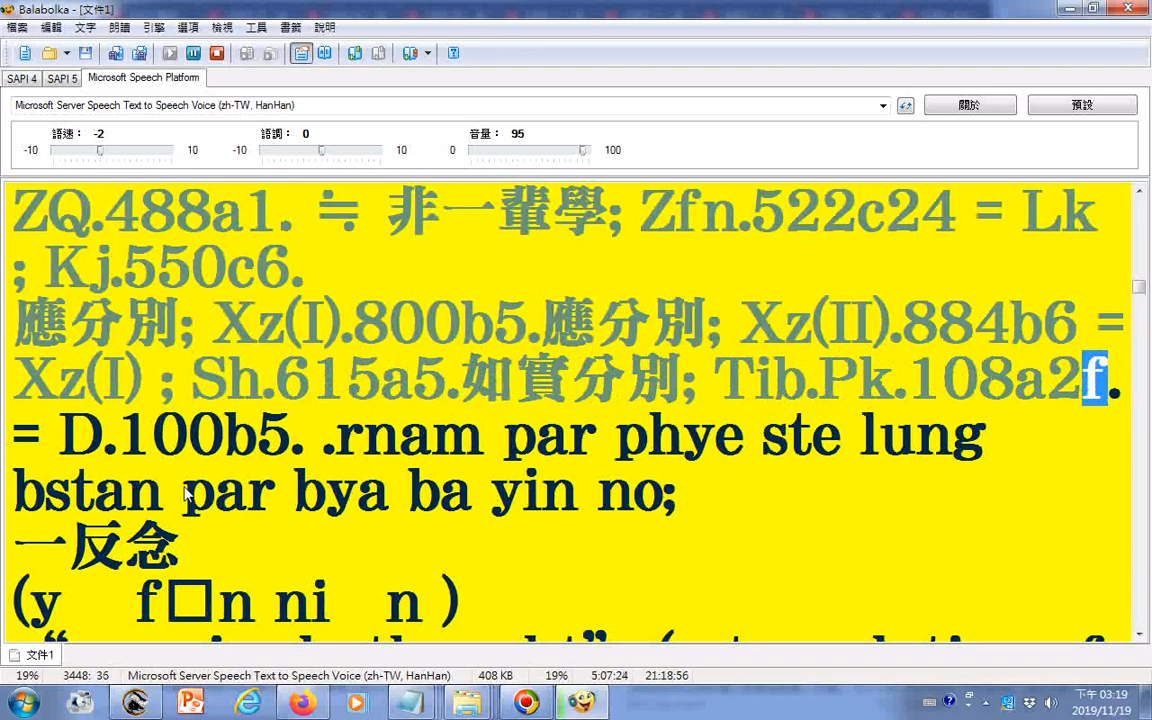 Balabolka - [文件1]
檔案 編輯 文字 朗讀 引擎 選項 檢視 工具 書籤 說明
SAPI 4 SAPI 5 Microsoft Speech Platform
Microsoft Server Speech Text to Speech Voice (zh-TW, HanHan) 關於 預設
語速： -2 語調： 0 音量： 95
-10 10 -10 10 0 100
ZQ.488a1. ≒ 非一輩學; Zfn.522c24 = Lk
; Kj.550c6.
應分別; Xz(I).800b5.應分別; Xz(II).884b6 =
Xz(I) ; Sh.615a5.如實分別; Tib.Pk.108a2f.
= D.100b5. .rnam par phye ste lung
bstan par bya ba yin no;
一反念
(y f□n ni n )
文件1
19% 3448: 36 Microsoft Server Speech Text to Speech Voice (zh-TW, HanHan) 408 KB 19% 5:07:24 21:18:56
下午 03:19
2019/11/19